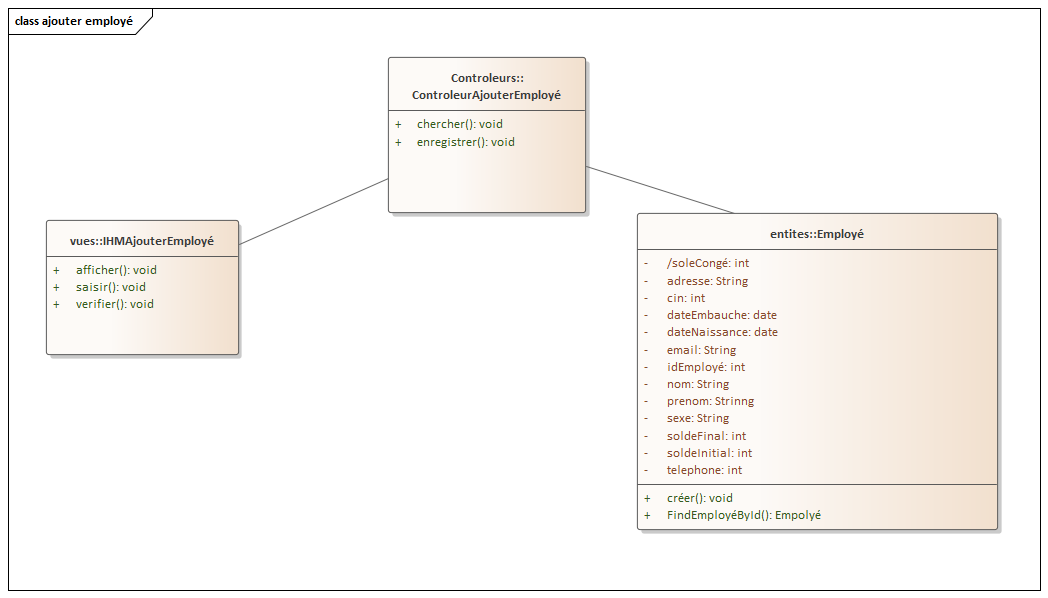 class ajouter employé
Controleurs::
ControleurAjouterEmployé
+ chercher(): void
+ enregistrer(): void
vues::IHMAjouterEmployé
+ afficher(): void
+ saisir(): void
+ verifier(): void
entites::Employé
- /soleCongé: int
- adresse: String
- cin: int
- dateEmbauche: date
- dateNaissance: date
- email: String
- idEmployé: int
- nom: String
- prenom: Strinng
- sexe: String
- soldeFinal: int
- soldeInitial: int
- telephone: int
+ créer(): void
+ FindEmployéById(): Empolyé